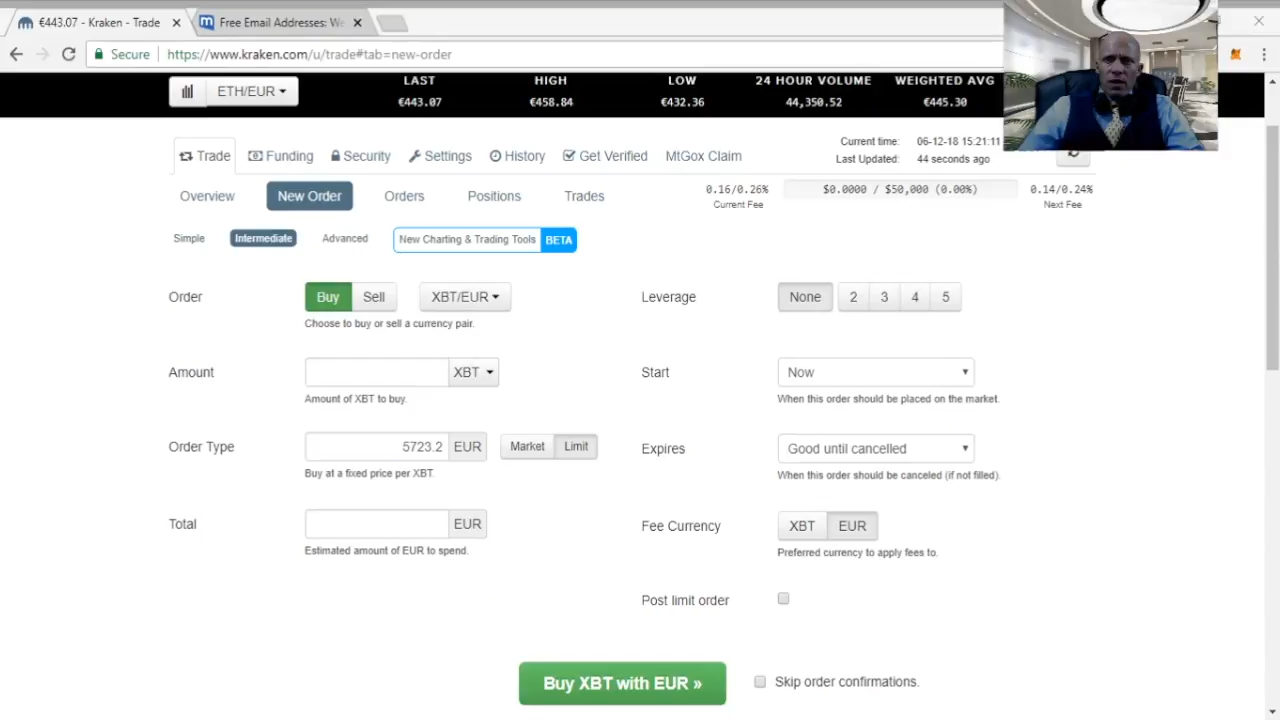 €443.07 - Kraken - Trade
Free Email Addresses: We
Secure https://www.kraken.com/u/trade#tab=new-order
ETH/EUR
LAST HIGH LOW 24 HOUR VOLUME WEIGHTED AVG
€443.07 €458.84 €432.36 44,350.52 €445.30
Current time: 06-12-18 15:21:11
Last Updated: 44 seconds ago
Trade Funding Security Settings History Get Verified MtGox Claim
Overview New Order Orders Positions Trades
0.16/0.26% $0.0000 / $50,000 (0.00%) 0.14/0.24%
Current Fee Next Fee
Simple Intermediate Advanced New Charting & Trading Tools BETA
Order Buy Sell XBT/EUR
Choose to buy or sell a currency pair.
Leverage None 2 3 4 5
Amount XBT
Amount of XBT to buy.
Start Now
When this order should be placed on the market.
Order Type 5723.2 EUR Market Limit
Buy at a fixed price per XBT.
Expires Good until cancelled
When this order should be canceled (if not filled).
Total EUR
Estimated amount of EUR to spend.
Fee Currency XBT EUR
Preferred currency to apply fees to.
Post limit order
Buy XBT with EUR »
Skip order confirmations.